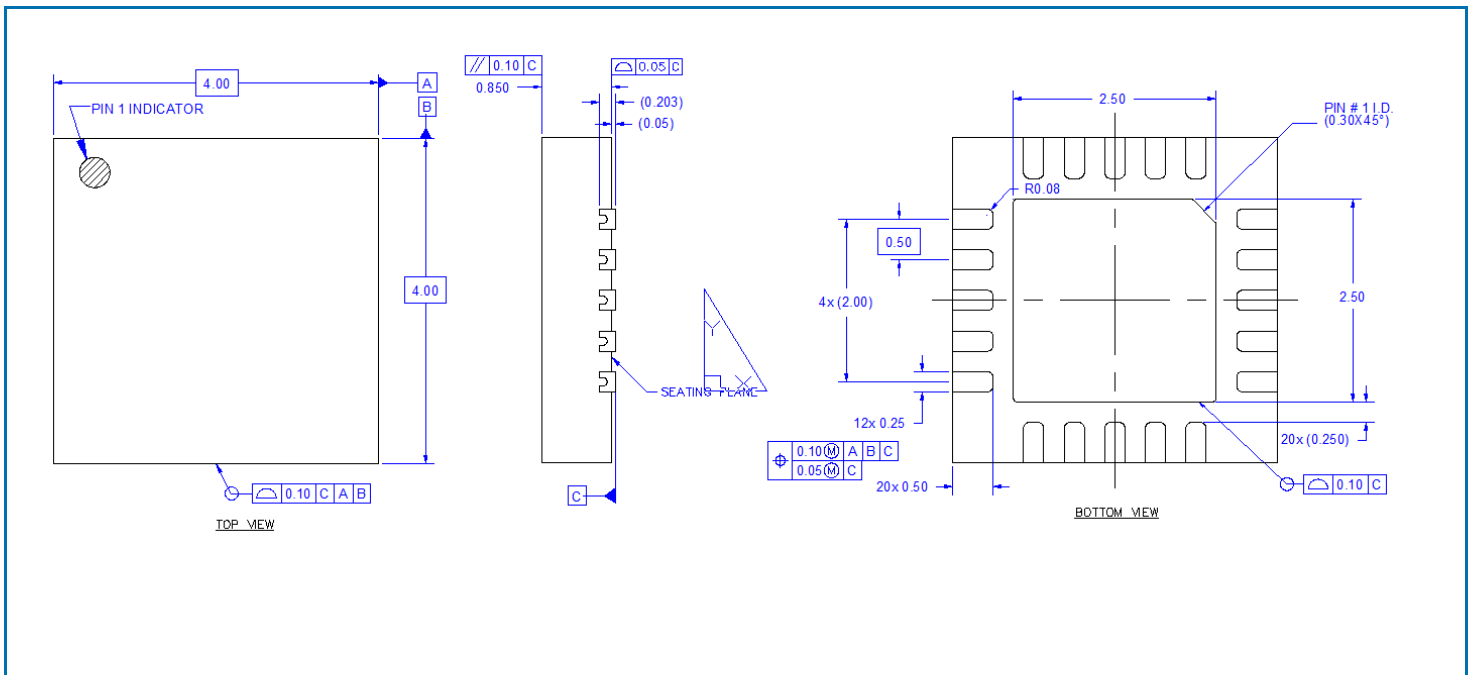 4.00
A
B
PIN 1 INDICATOR
4.00
0.10 C A B
TOP VIEW
// 0.10 C
0.850
0.05 C
(0.203)
(0.05)
Y
X
SEATING PLANE
C
2.50
PIN # 1 I.D.
(0.30X45°)
R0.08
0.50
4x (2.00)
2.50
12x 0.25
0.10 Ⓜ A B C
0.05 Ⓜ C
20x 0.50
20x (0.250)
0.10 C
BOTTOM VIEW